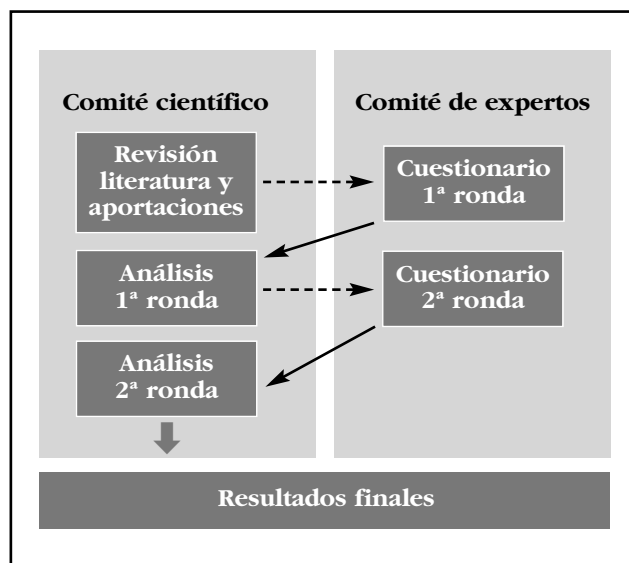 Comité científico
Revisión
literatura y
aportaciones
Análisis
1ª ronda
Análisis
2ª ronda
Comité de expertos
Cuestionario
1ª ronda
Cuestionario
2ª ronda
Resultados finales